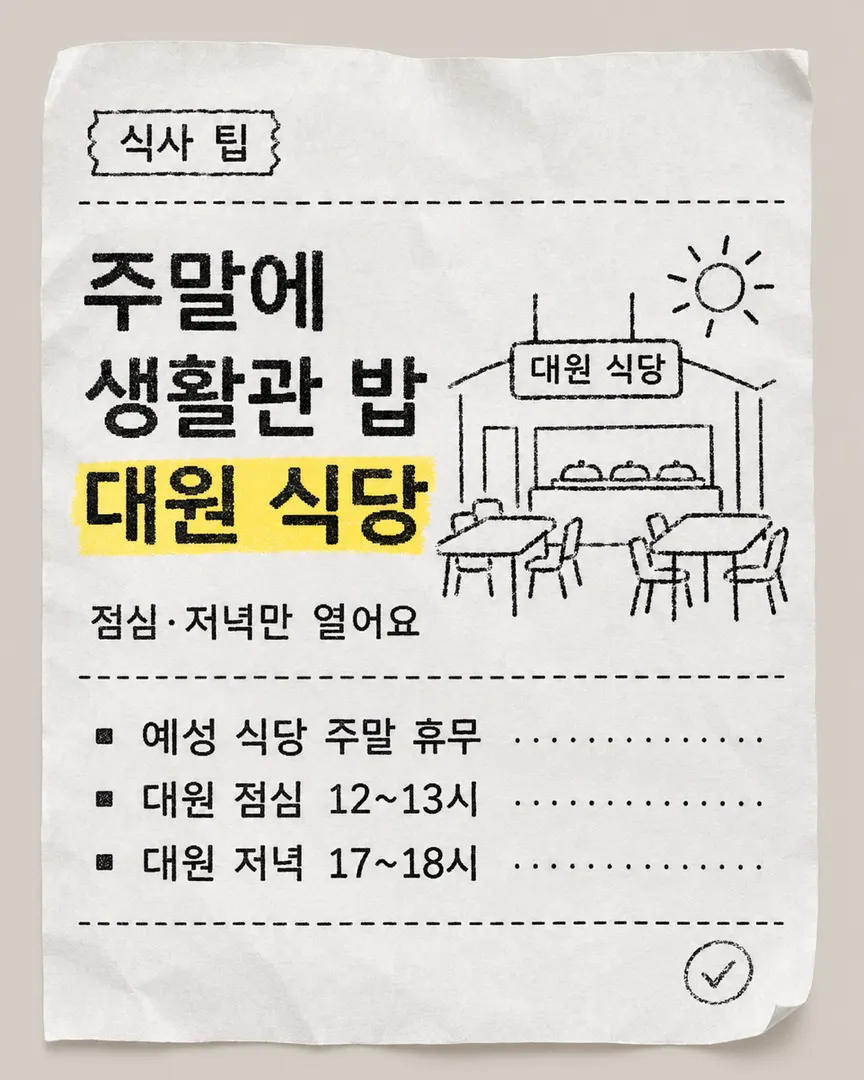 식사 팁
주말에
생활관 밥
대원 식당
대원 식당
점심·저녁만 열어요
예성 식당 주말 휴무
대원 점심 12~13시
대원 저녁 17~18시